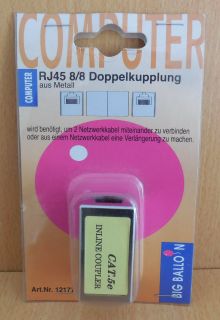 COMPUTER
COMPUTER
RJ45 8/8 Doppelkupplung
aus Metall
wird benötigt, um 2 Netzwerkkabel miteinander zu verbinden
oder aus einem Netzwerkkabel eine Verlängerung zu machen.
CAT.5e
INLINE COUPLER
Art.Nr. 1217
BIG BALLOON